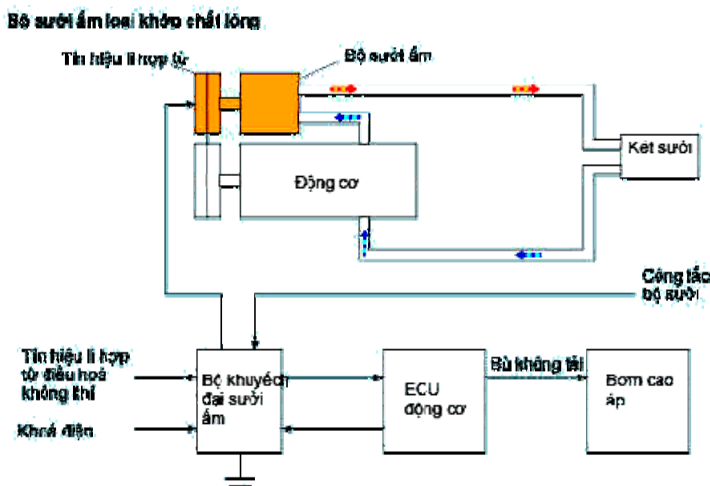 Bộ sưởi ấm loại khớp chất lỏng
Tín hiệu li hợp từ
Bộ sưởi ấm
Két sưởi
Động cơ
Công tắc
bộ sưởi
Tín hiệu li hợp
từ điều hoà
không khí
Khoá điện
Bộ khuyếch
đại sưởi
ấm
ECU
động cơ
Bù không tải
Bơm cao
áp